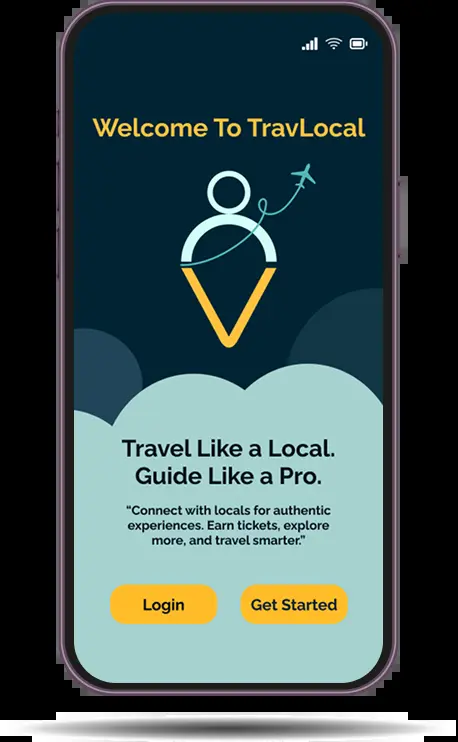 Welcome To TravLocal
Travel Like a Local.
Guide Like a Pro.
“Connect with locals for authentic
experiences. Earn tickets, explore
more, and travel smarter.”
Login
Get Started